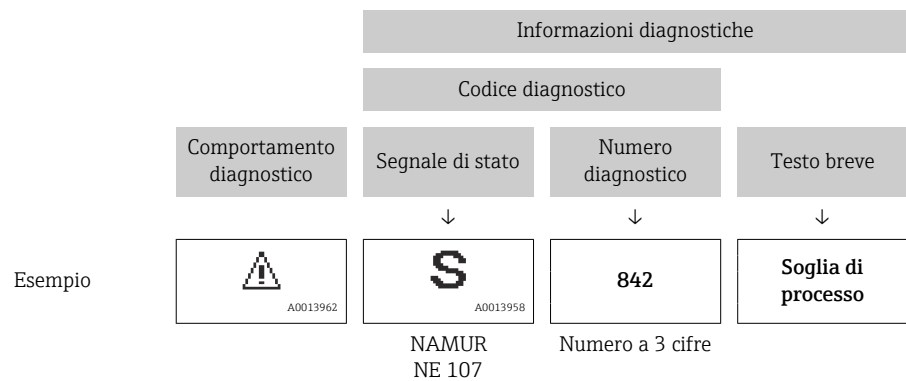 Informazioni diagnostiche
Codice diagnostico
Comportamento
diagnostico
Segnale di stato
Numero
diagnostico
Testo breve
↓ ↓ ↓
Esempio
A0013962
S
A0013958
842
Soglia di
processo
NAMUR
NE 107
Numero a 3 cifre